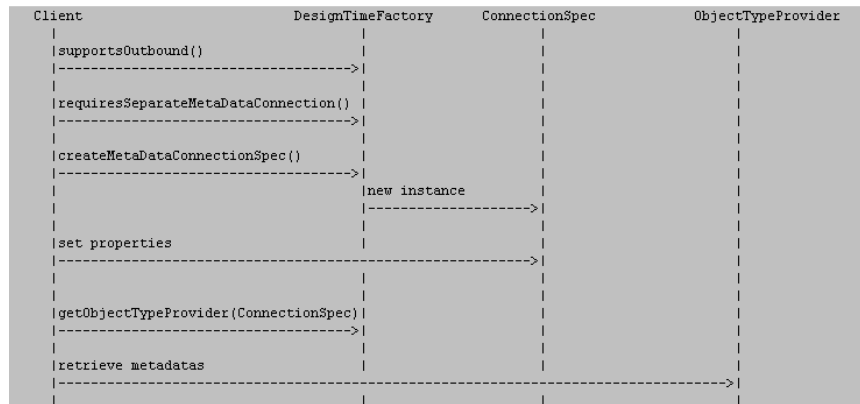 Client DesignTimeFactory ConnectionSpec ObjectTypeProvider
supportsOutbound()
requiresSeparateMetaDataConnection()
createMetaDataConnectionSpec()
new instance
set properties
getObjectTypeProvider(ConnectionSpec)
retrieve metadatas